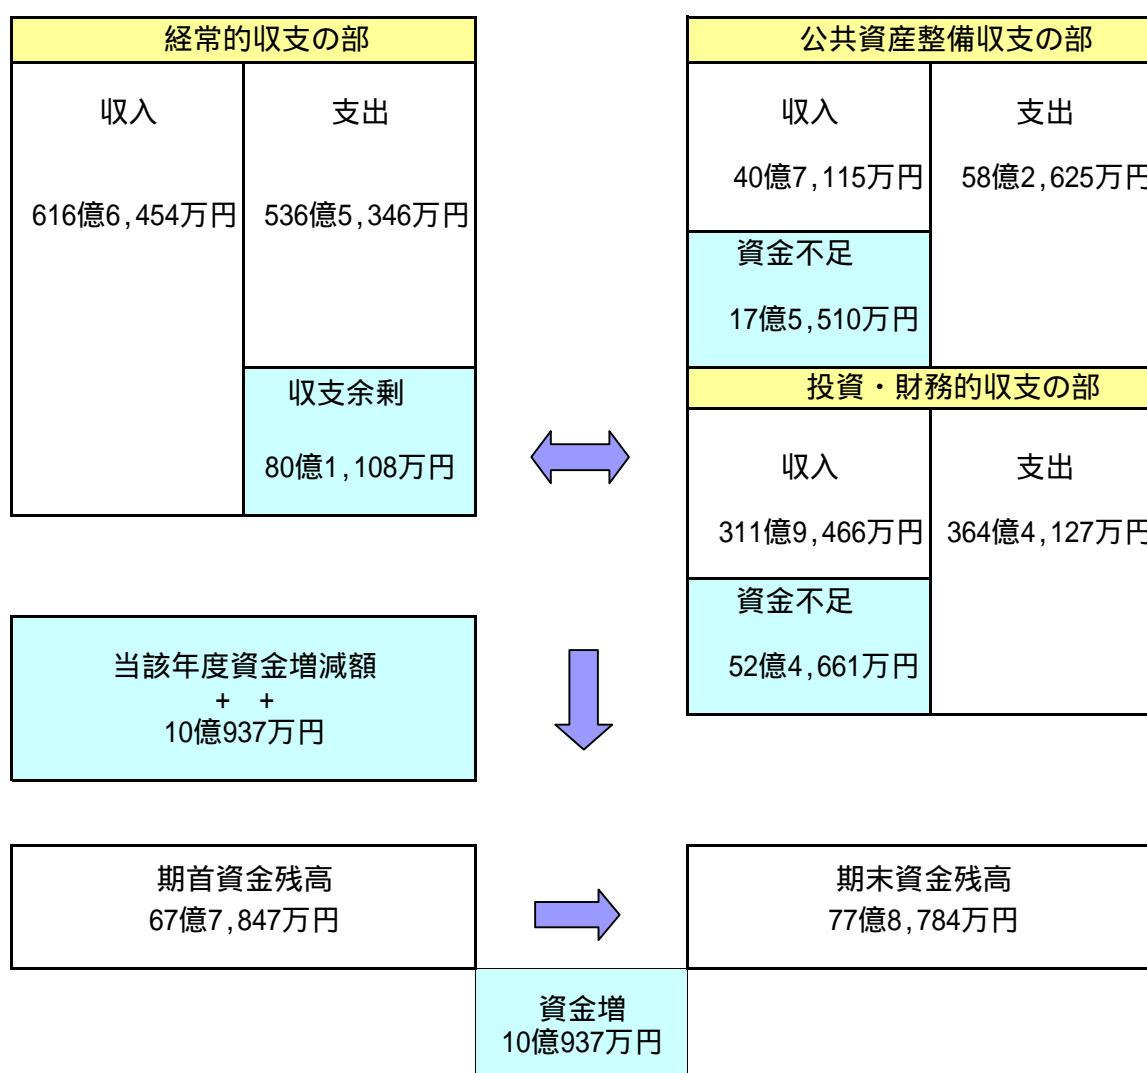 経常的収支の部
収入
支出
616億6,454万円
536億5,346万円
収支余剰
80億1,108万円
公共資産整備収支の部
収入
支出
40億7,115万円
58億2,625万円
資金不足
17億5,510万円
投資・財務的収支の部
収入
支出
311億9,466万円
364億4,127万円
資金不足
52億4,661万円
当該年度資金増減額
+ +
10億937万円
期首資金残高
67億7,847万円
期末資金残高
77億8,784万円
資金増
10億937万円